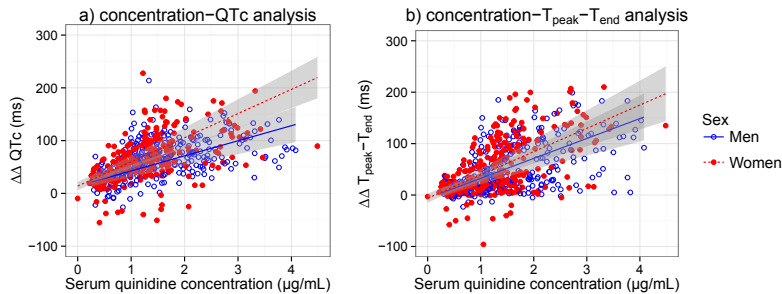 a) concentration−QTc analysis
b) concentration−Tpeak−Tend analysis
300
200
100
0
−100
ΔΔ QTc (ms)
0
1
2
3
4
Serum quinidine concentration (μg/mL)
300
200
100
0
−100
ΔΔ Tpeak−Tend (ms)
0
1
2
3
4
Serum quinidine concentration (μg/mL)
Sex
Men
Women